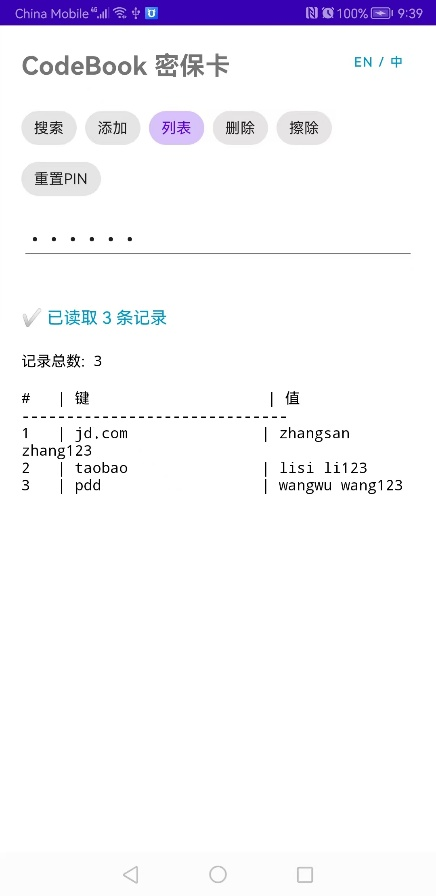 China Mobile 4G 100% 9:39
CodeBook 密保卡
EN / 中
搜索 添加 列表 删除 擦除
重置PIN
••••••
✔ 已读取 3 条记录
记录总数: 3
# | 键 | 值
------------------------------
1 | jd.com | zhangsan
zhang123
2 | taobao | lisi li123
3 | pdd | wangwu wang123